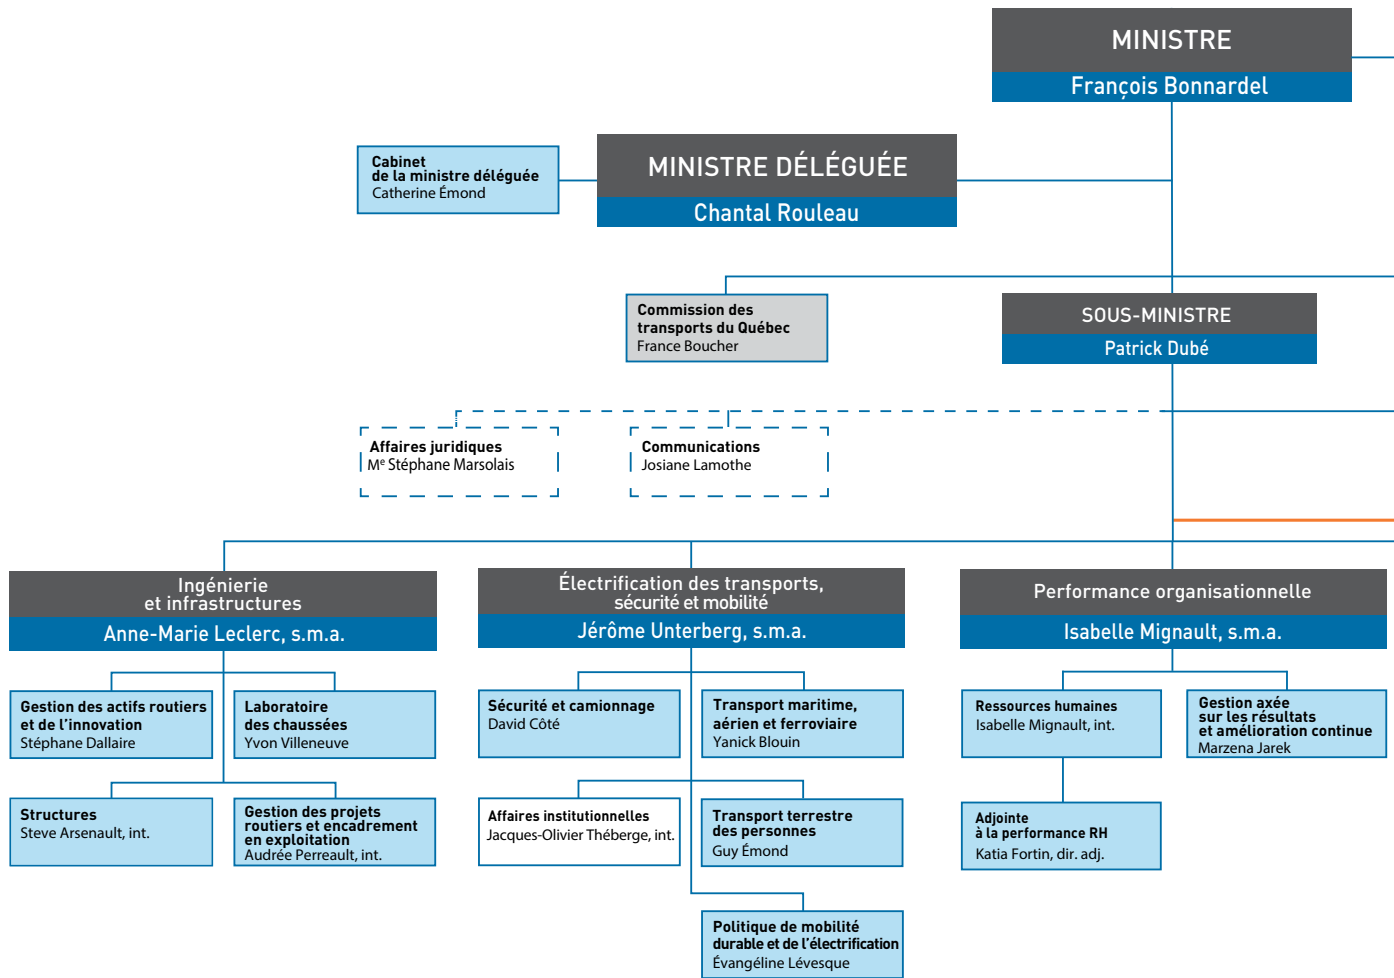 MINISTRE
François Bonnardel
Cabinet
de la ministre déléguée
Catherine Émond
MINISTRE DÉLÉGUÉE
Chantal Rouleau
Commission des
transports du Québec
France Boucher
SOUS-MINISTRE
Patrick Dubé
Affaires juridiques
Mᵉ Stéphane Marsolais
Communications
Josiane Lamothe
Ingénierie
et infrastructures
Anne-Marie Leclerc, s.m.a.
Gestion des actifs routiers
et de l'innovation
Stéphane Dallaire
Laboratoire
des chaussées
Yvon Villeneuve
Structures
Steve Arsenault, int.
Gestion des projets
routiers et encadrement
en exploitation
Audrée Perreault, int.
Électrification des transports,
sécurité et mobilité
Jérôme Unterberg, s.m.a.
Sécurité et camionnage
David Côté
Transport maritime,
aérien et ferroviaire
Yanick Blouin
Affaires institutionnelles
Jacques-Olivier Théberge, int.
Transport terrestre
des personnes
Guy Émond
Politique de mobilité
durable et de l'électrification
Évangéline Lévesque
Performance organisationnelle
Isabelle Mignault, s.m.a.
Ressources humaines
Isabelle Mignault, int.
Gestion axée
sur les résultats
et amélioration continue
Marzena Jarek
Adjointe
à la performance RH
Katia Fortin, dir. adj.